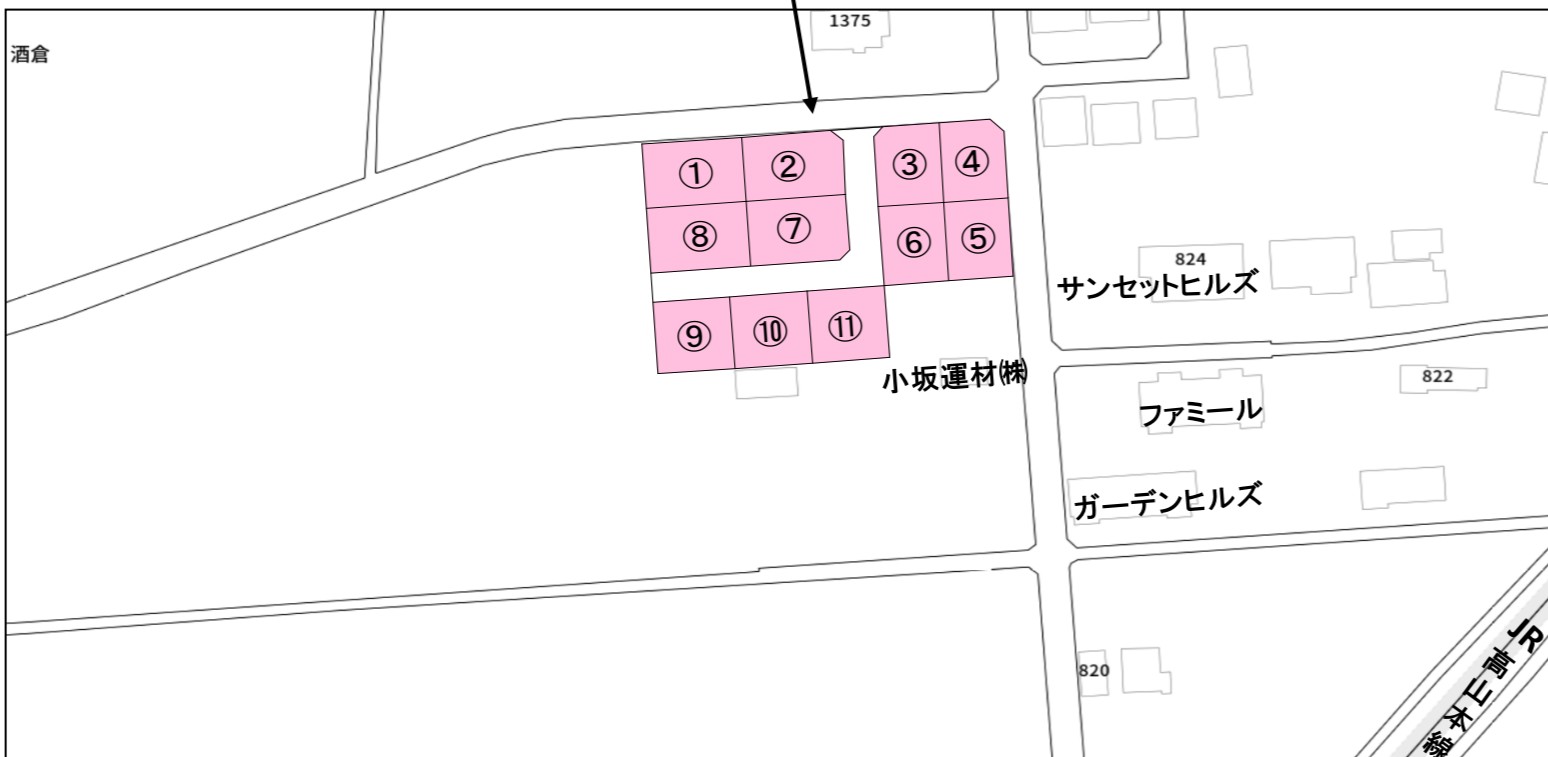 1375
酒倉
①
②
③
④
⑧
⑦
⑥
⑤
824
サンセットヒルズ
⑨
⑩
⑪
小坂運材㈱
822
ファミール
ガーデンヒルズ
820
JR高山本線